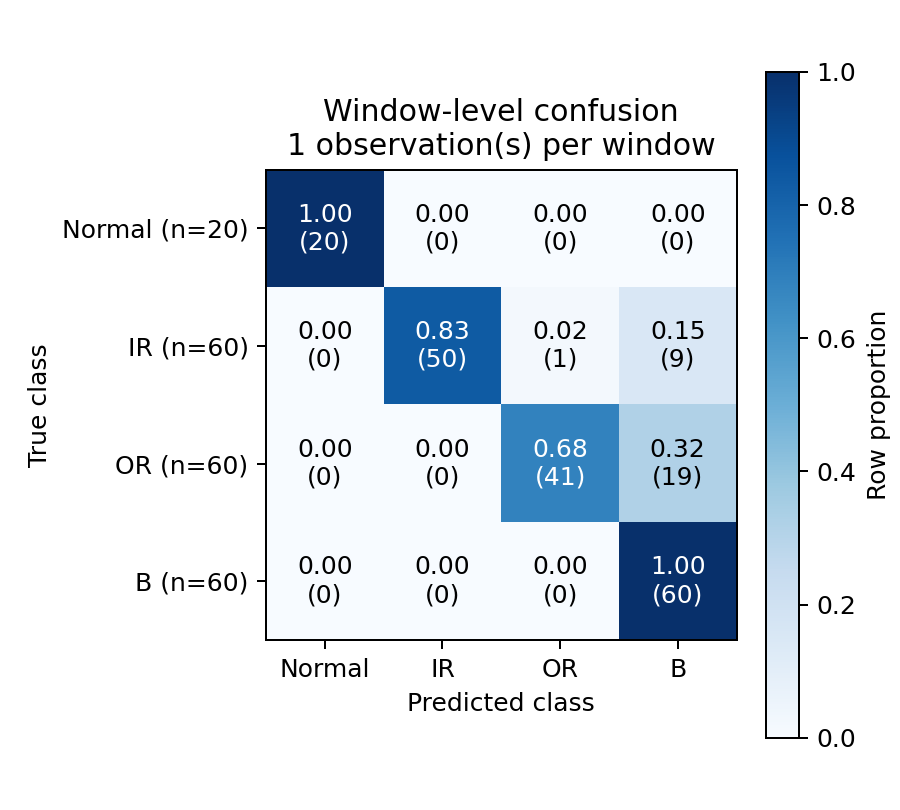 Window-level confusion
1 observation(s) per window
1.0
0.8
0.6
0.4
0.2
0.0
Row proportion
True class
Normal (n=20)
1.00 0.00 0.00 0.00
(20) (0) (0) (0)
IR (n=60)
0.00 0.83 0.02 0.15
(0) (50) (1) (9)
OR (n=60)
0.00 0.00 0.68 0.32
(0) (0) (41) (19)
B (n=60)
0.00 0.00 0.00 1.00
(0) (0) (0) (60)
Normal IR OR B
Predicted class